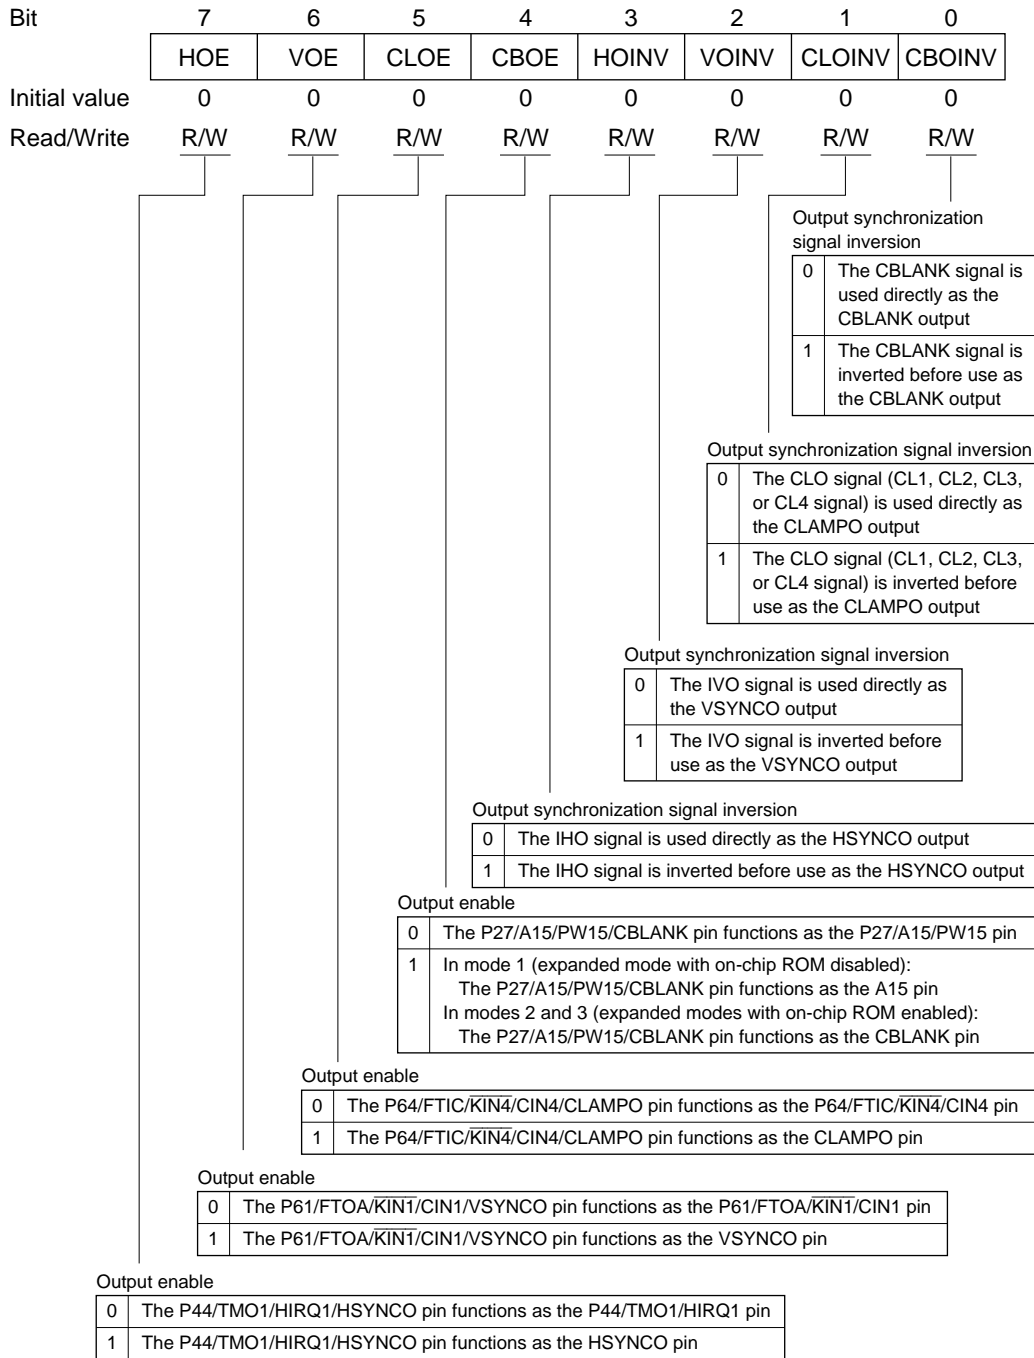 Bit 7 6 5 4 3 2 1 0
HOE VOE CLOE CBOE HOINV VOINV CLOINV CBOINV
Initial value 0 0 0 0 0 0 0 0
Read/Write R/W R/W R/W R/W R/W R/W R/W R/W
Output synchronization
signal inversion
0 The CBLANK signal is
used directly as the
CBLANK output
1 The CBLANK signal is
inverted before use as
the CBLANK output
Output synchronization signal inversion
0 The CLO signal (CL1, CL2, CL3,
or CL4 signal) is used directly as
the CLAMPO output
1 The CLO signal (CL1, CL2, CL3,
or CL4 signal) is inverted before
use as the CLAMPO output
Output synchronization signal inversion
0 The IVO signal is used directly as
the VSYNCO output
1 The IVO signal is inverted before
use as the VSYNCO output
Output synchronization signal inversion
0 The IHO signal is used directly as the HSYNCO output
1 The IHO signal is inverted before use as the HSYNCO output
Output enable
0 The P27/A15/PW15/CBLANK pin functions as the P27/A15/PW15 pin
1 In mode 1 (expanded mode with on-chip ROM disabled):
The P27/A15/PW15/CBLANK pin functions as the A15 pin
In modes 2 and 3 (expanded modes with on-chip ROM enabled):
The P27/A15/PW15/CBLANK pin functions as the CBLANK pin
Output enable
0 The P64/FTIC/K̅I̅N̅4̅/CIN4/CLAMPO pin functions as the P64/FTIC/K̅I̅N̅4̅/CIN4 pin
1 The P64/FTIC/K̅I̅N̅4̅/CIN4/CLAMPO pin functions as the CLAMPO pin
Output enable
0 The P61/FTOA/K̅I̅N̅1̅/CIN1/VSYNCO pin functions as the P61/FTOA/K̅I̅N̅1̅/CIN1 pin
1 The P61/FTOA/K̅I̅N̅1̅/CIN1/VSYNCO pin functions as the VSYNCO pin
Output enable
0 The P44/TMO1/HIRQ1/HSYNCO pin functions as the P44/TMO1/HIRQ1 pin
1 The P44/TMO1/HIRQ1/HSYNCO pin functions as the HSYNCO pin